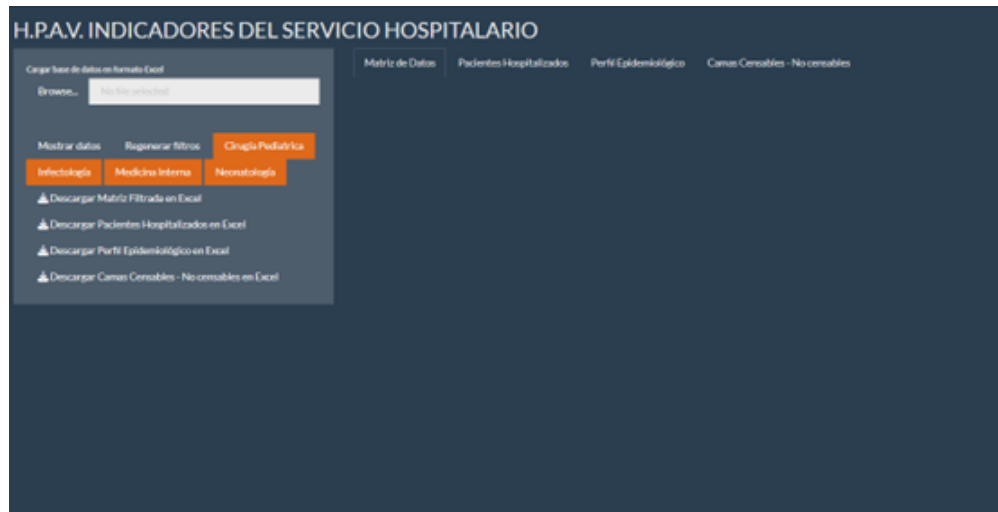 H.P.A.V. INDICADORES DEL SERVICIO HOSPITALARIO
Cargar base de datos en formato Excel
Browse... No file selected
Mostrar datos Regenerar filtros Cirugía Pediatrica
Infectología Medicina Interna Neonatología
Descargar Matriz Filtrada en Excel
Descargar Pacientes Hospitalizados en Excel
Descargar Perfil Epidemiológico en Excel
Descargar Camas Censables - No censables en Excel
Matriz de Datos Pacientes Hospitalizados Perfil Epidemiológico Camas Censables - No censables